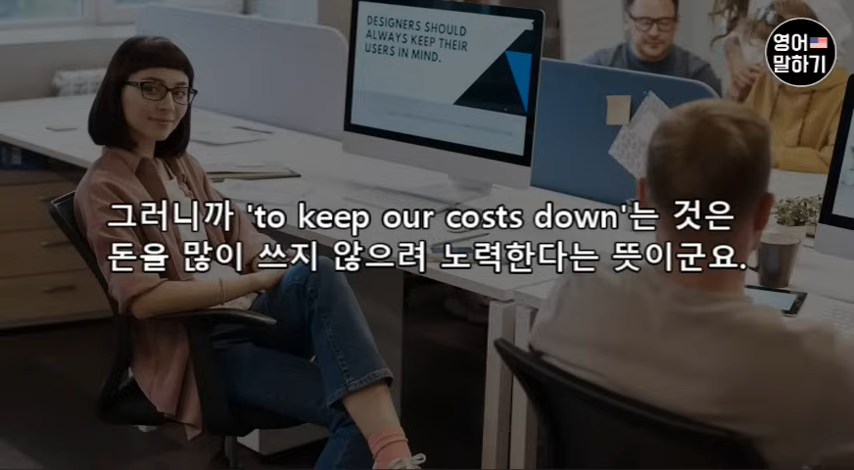 영어
말하기
DESIGNERS SHOULD
ALWAYS KEEP THEIR
USERS IN MIND.
그러니까 'to keep our costs down'는 것은
돈을 많이 쓰지 않으려 노력한다는 뜻이군요.